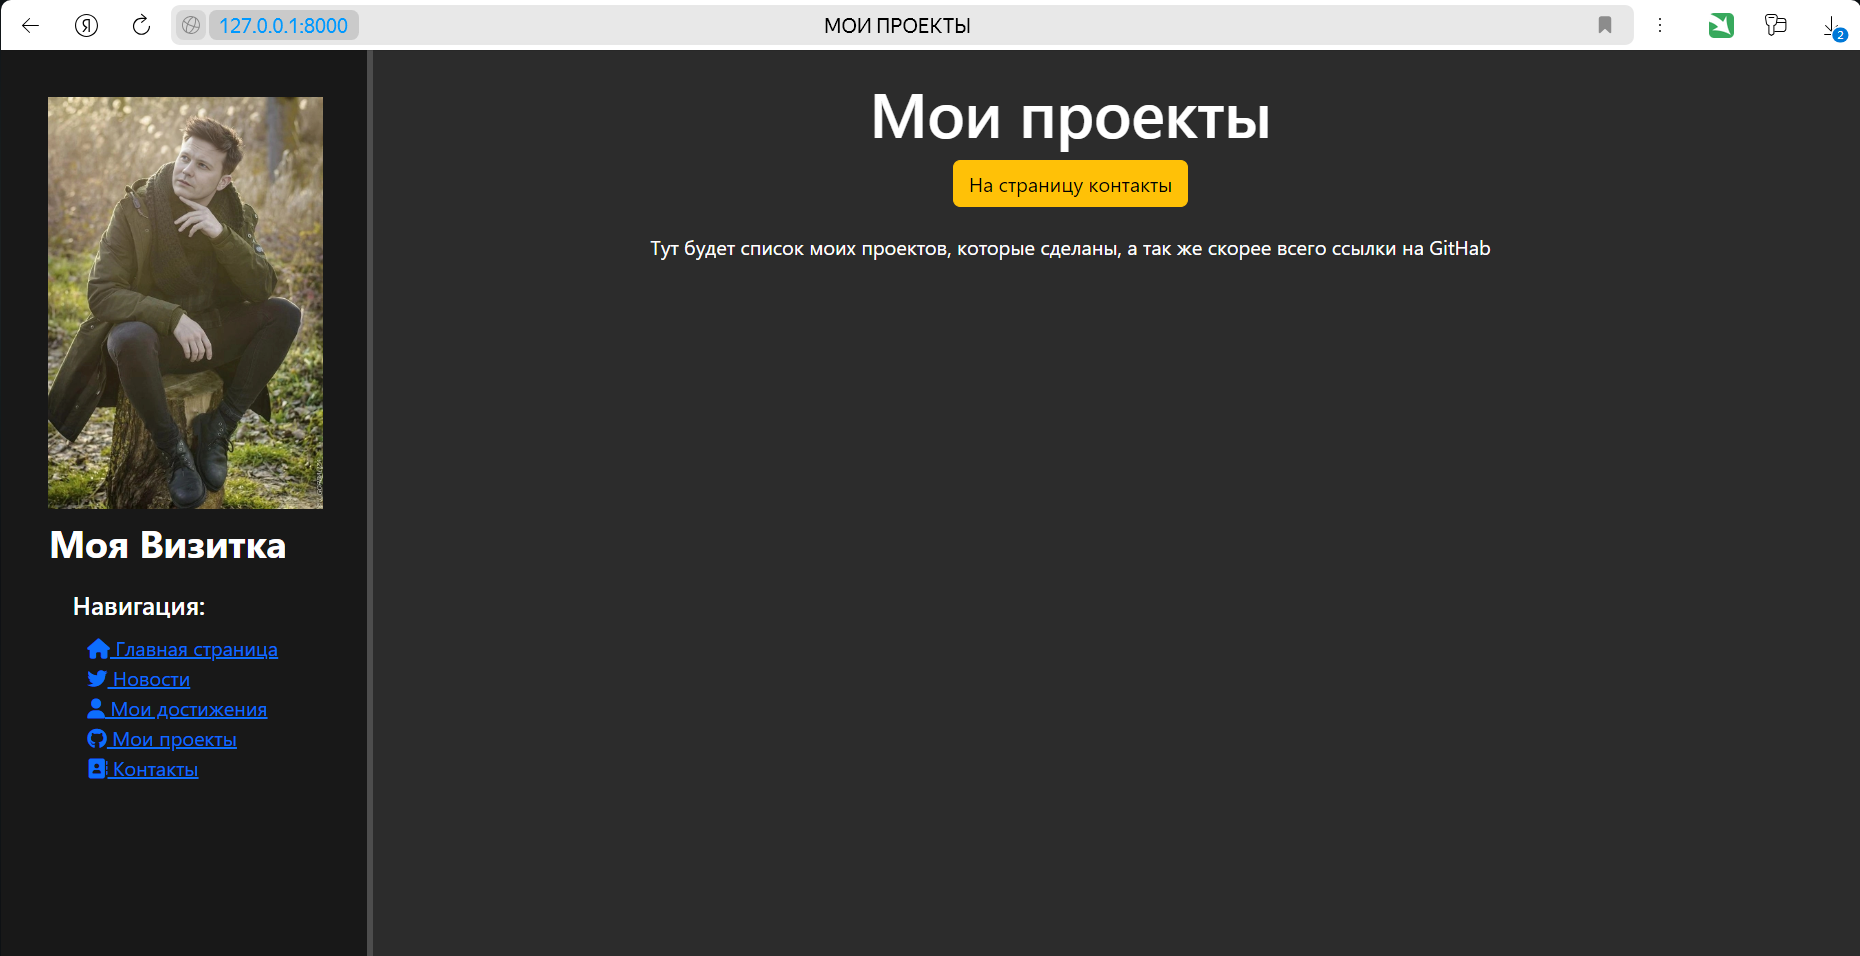 Я
127.0.0.1:8000
МОИ ПРОЕКТЫ
2
Моя Визитка
Навигация:
Главная страница
Новости
Мои достижения
Мои проекты
Контакты
Мои проекты
На страницу контакты
Тут будет список моих проектов, которые сделаны, а так же скорее всего ссылки на GitHab